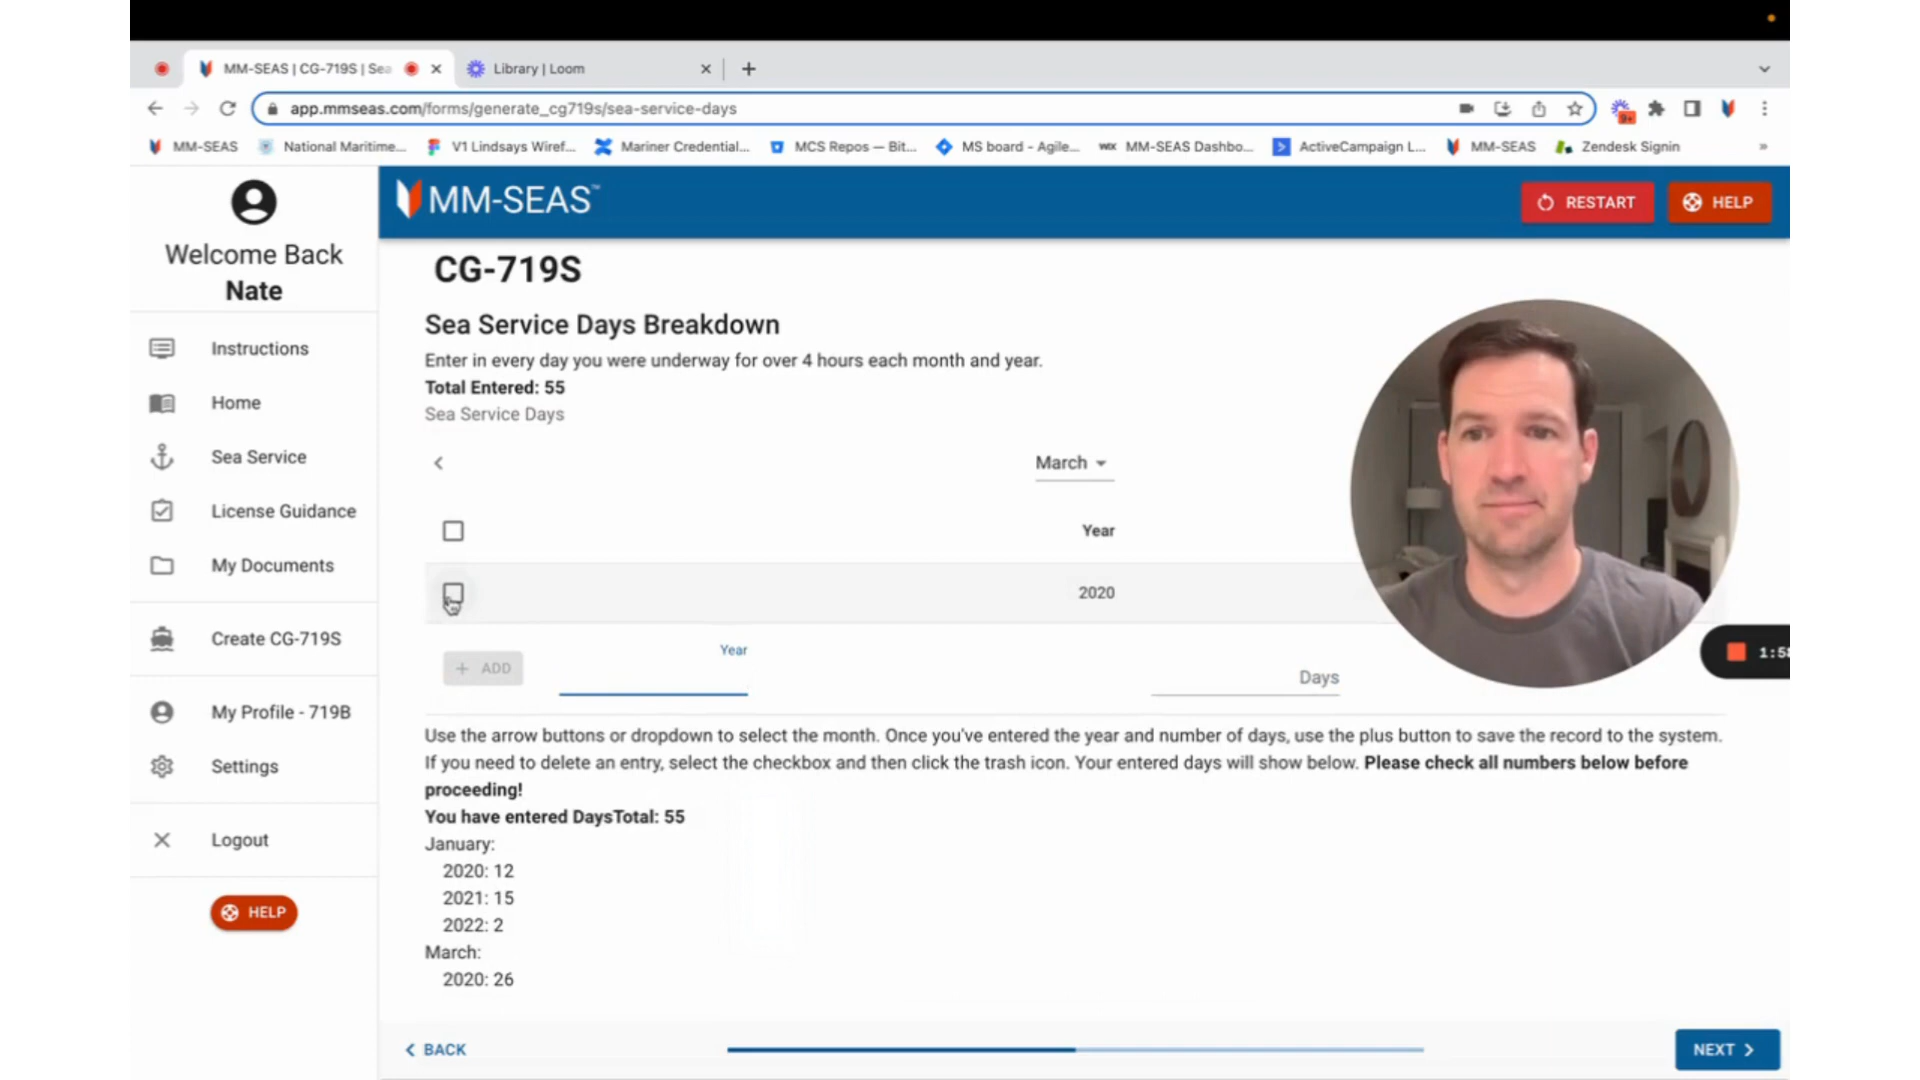 MM-SEAS | CG-719S | Sea
Library | Loom
app.mmseas.com/forms/generate_cg719s/sea-service-days
9+
MM-SEAS
National Maritime...
V1 Lindsays Wiref...
Mariner Credential...
MCS Repos — Bit...
MS board - Agile...
WIX
MM-SEAS Dashbo...
ActiveCampaign L...
MM-SEAS
Zendesk Signin
»
MM-SEAS™
RESTART
HELP
Welcome Back
Nate
Instructions
Home
Sea Service
License Guidance
My Documents
Create CG-719S
My Profile - 719B
Settings
Logout
HELP
CG-719S
Sea Service Days Breakdown
Enter in every day you were underway for over 4 hours each month and year.
Total Entered: 55
Sea Service Days
March
Year
2020
+ ADD
Year
Days
1:58
Use the arrow buttons or dropdown to select the month. Once you've entered the year and number of days, use the plus button to save the record to the system.
If you need to delete an entry, select the checkbox and then click the trash icon. Your entered days will show below. Please check all numbers below before
proceeding!
You have entered DaysTotal: 55
January:
2020: 12
2021: 15
2022: 2
March:
2020: 26
BACK
NEXT